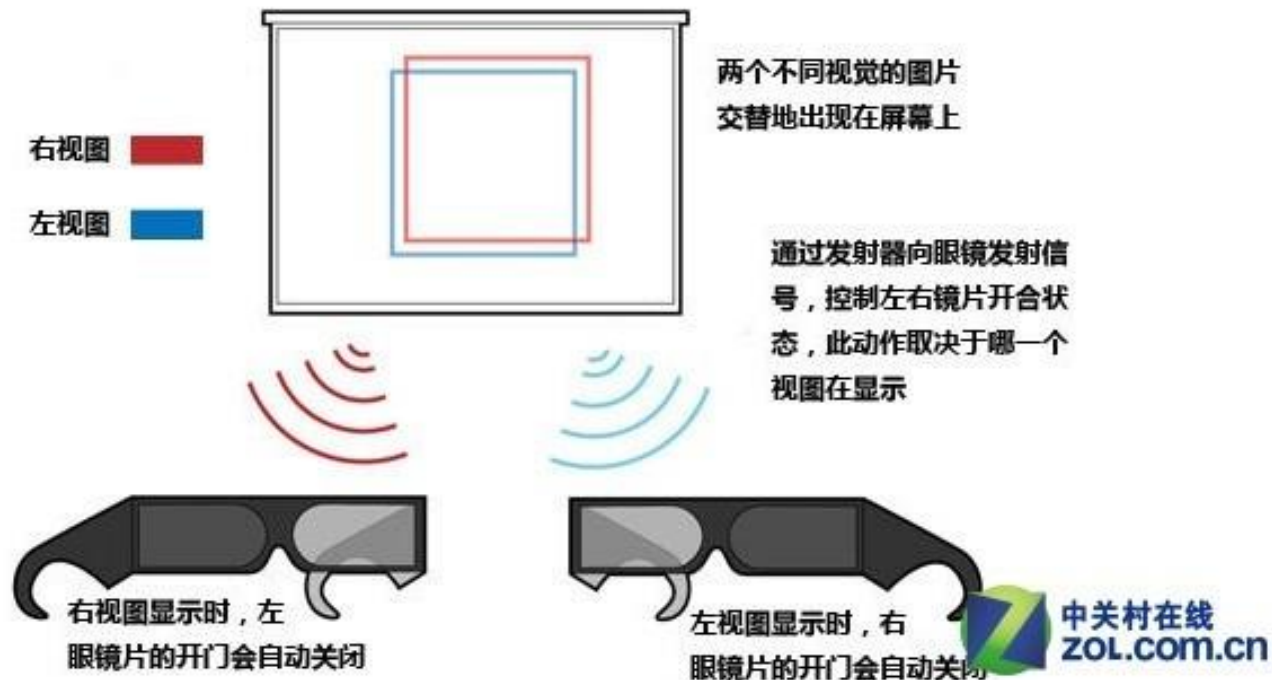 两个不同视觉的图片
交替地出现在屏幕上
右视图
左视图
通过发射器向眼镜发射信
号，控制左右镜片开合状
态，此动作取决于哪一个
视图在显示
右视图显示时，左
眼镜片的开门会自动关闭
左视图显示时，右
眼镜片的开门会自动关闭
中关村在线
ZOL.com.cn